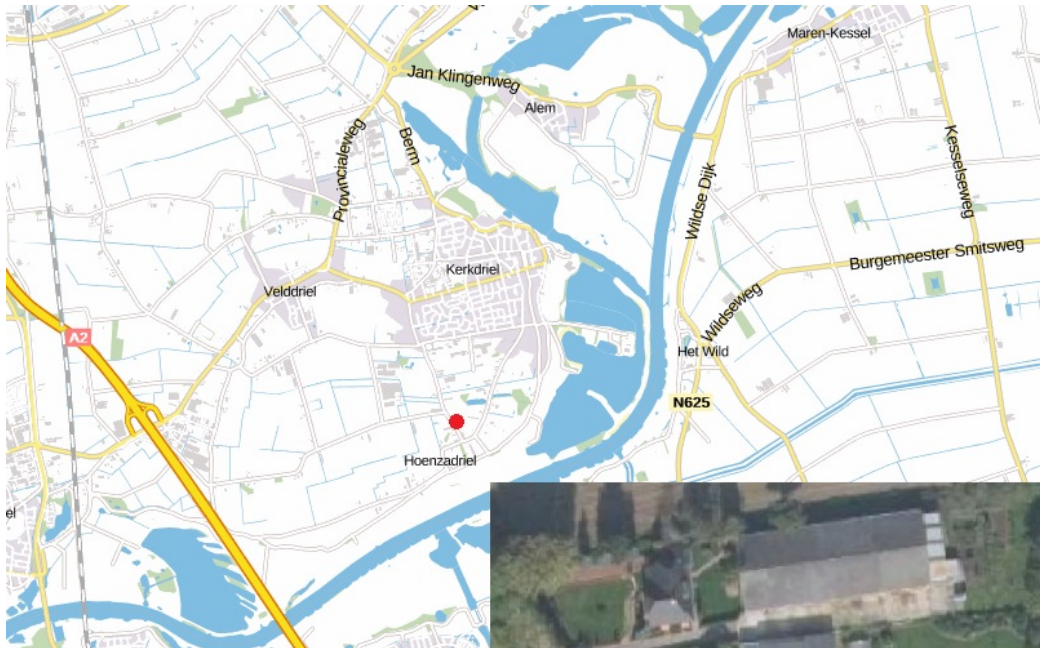 Maren-Kessel
Jan Klingenweg
Alem
Provincialeweg
Berm
Kesselseweg
Wildse Dijk
Burgemeester Smitsweg
Kerkdriel
Velddriel
Wildseweg
A2
Het Wild
N625
Hoenzadriel
el